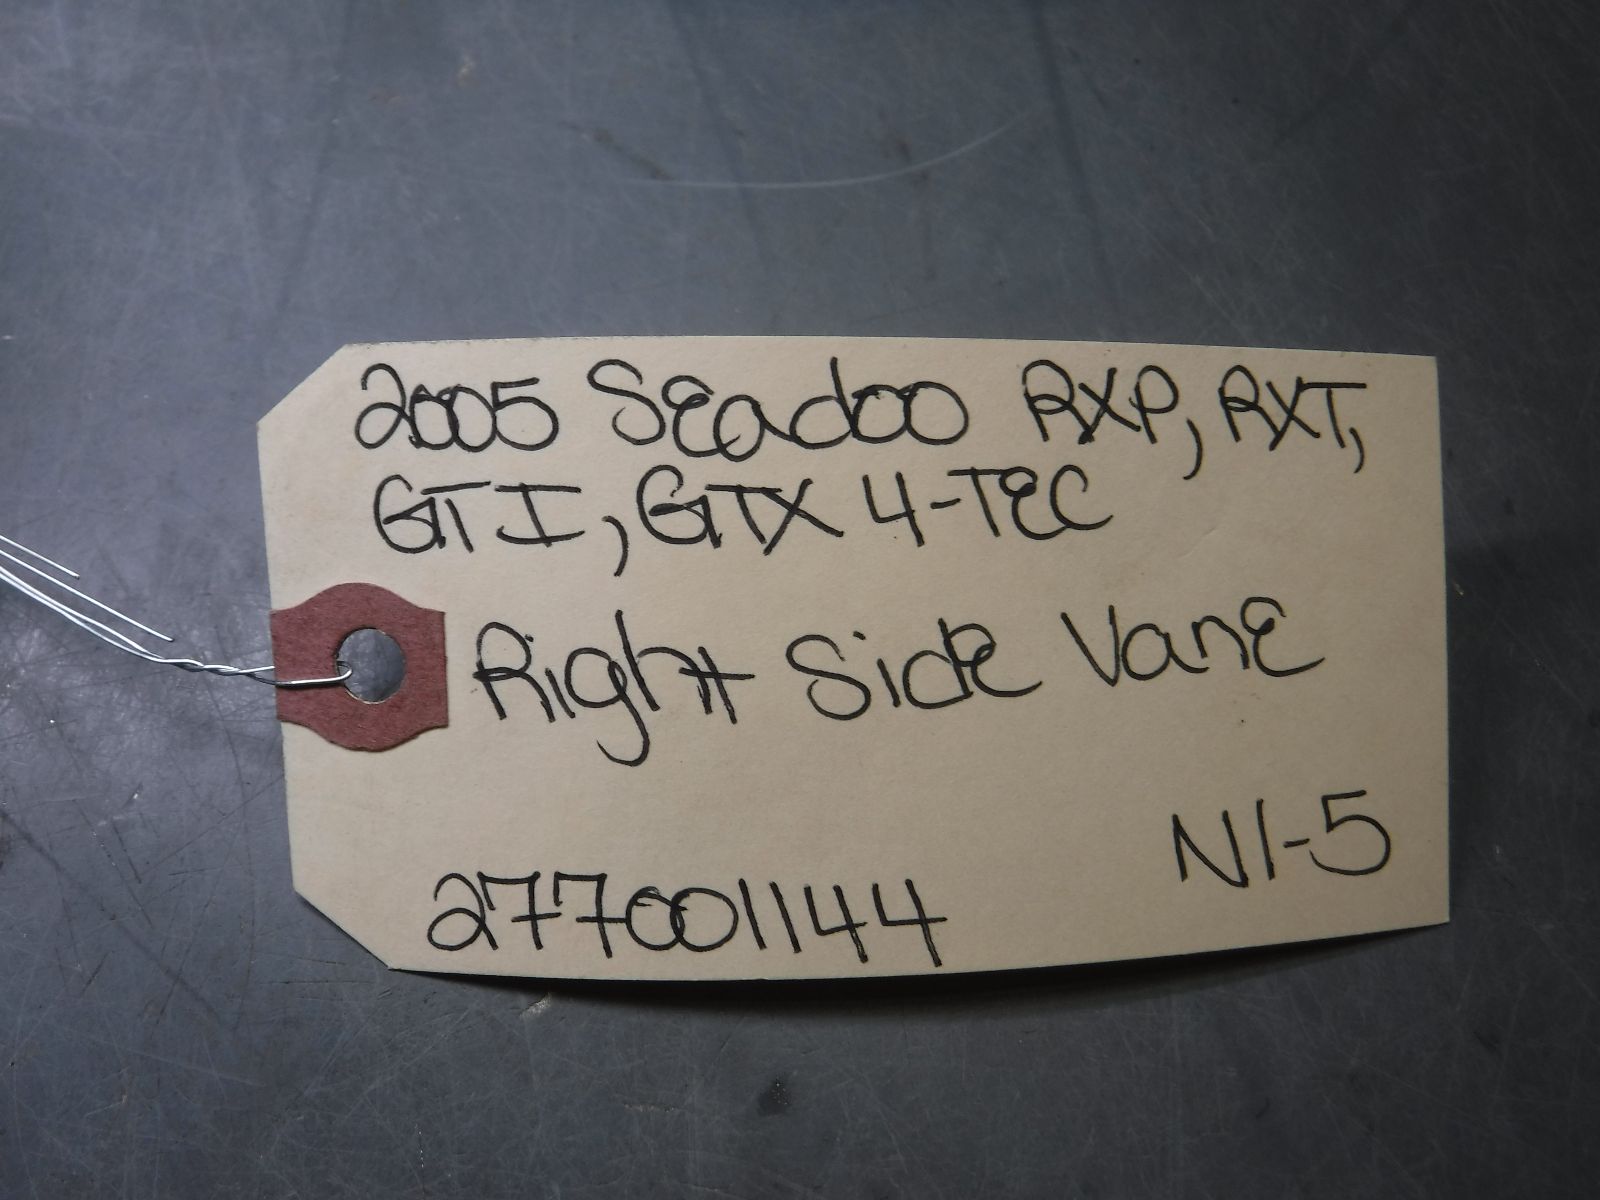 2005 Seadoo RXP, RXT,
GTI, GTX 4-TEC
Right Side Vane
N1-5
277001144